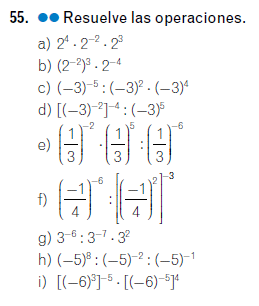 55. ●● Resuelve las operaciones.
a) 2⁴ · 2⁻² · 2³
b) (2⁻²)³ · 2⁻⁴
c) (–3)⁻⁵ : (–3)² · (–3)⁴
d) [(–3)⁻²]⁻⁴ : (–3)⁵
e) (1/3)⁻² · (1/3)⁵ : (1/3)⁻⁶
f) (–1/4)⁻⁶ : [(–1/4)²]⁻³
g) 3⁻⁶ : 3⁻⁷ · 3²
h) (–5)⁸ : (–5)⁻² : (–5)⁻¹
i) [(–6)³]⁻⁵ · [(–6)⁻⁵]⁴